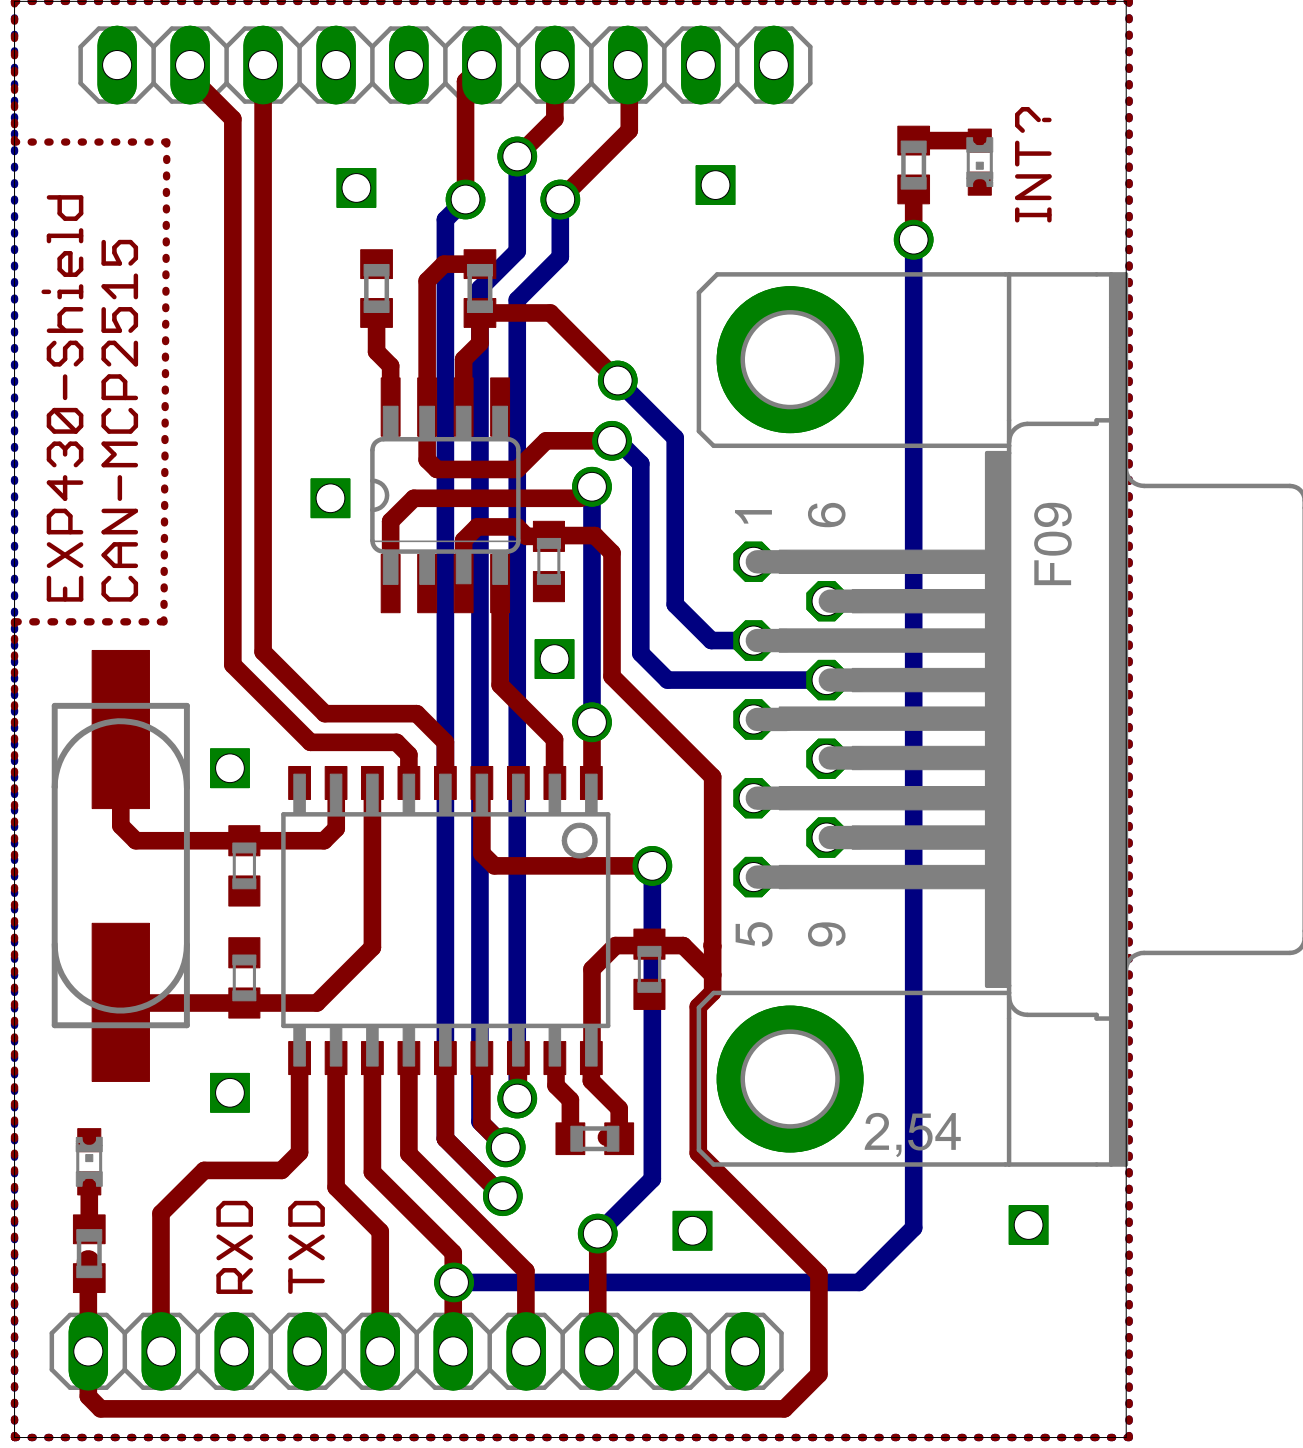 EXP430-Shield
CAN-MCP2515
INT?
1
6
F09
5
9
2,54
RXD
TXD